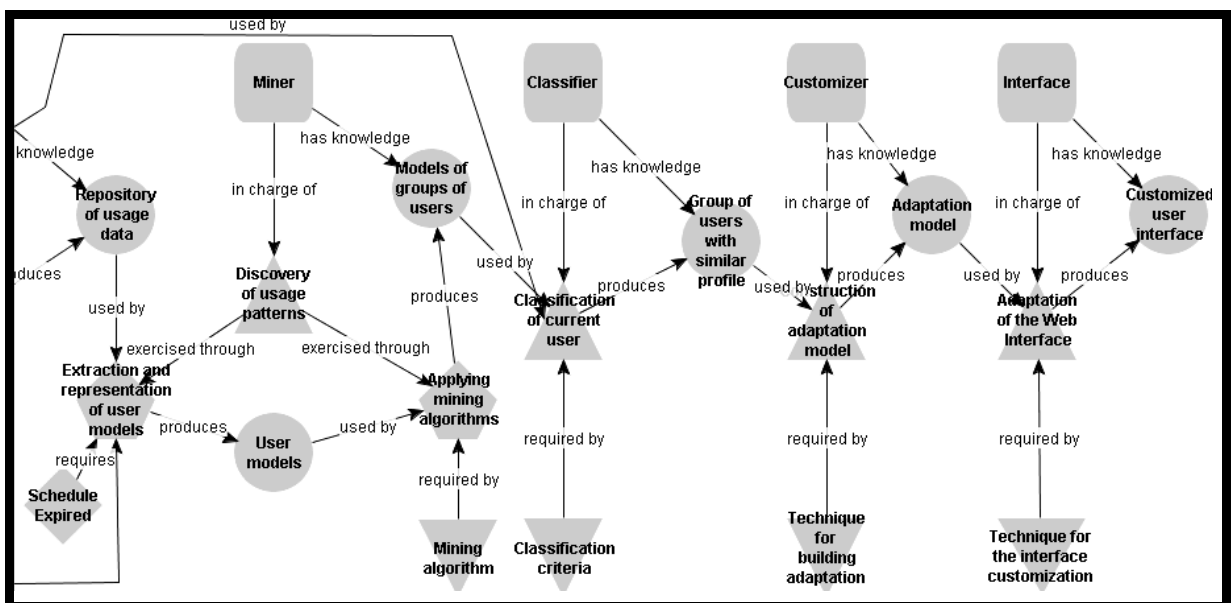 used by
Miner
Classifier
Customizer
Interface
has knowledge
knowledge
has knowledge
has knowledge
has knowledge
Models of
groups of
users
Repository
of usage
data
in charge of
in charge of
in charge of
in charge of
Group of
users
with
similar
profile
Adaptation
model
Customized
user
interface
used by
produces
used by
produces
used by
produces
Discovery
of usage
patterns
produces
used by
Classification
of current
user
of
adaptation
model
Adaptation
of the Web
Interface
exercised through
exercised through
Extraction and
representation
of user
models
Applying
mining
algorithms
produces
used by
User
models
required by
required by
required by
requires
required by
Schedule
Expired
Mining
algorithm
Classification
criteria
Technique
for
building
adaptation
Technique for
the interface
customization